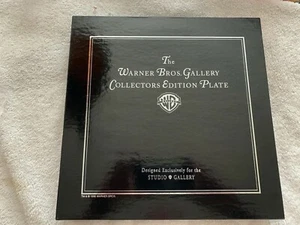 The
Warner Bros. Gallery
Collectors Edition Plate
WB
Designed Exclusively for the
STUDIO GALLERY